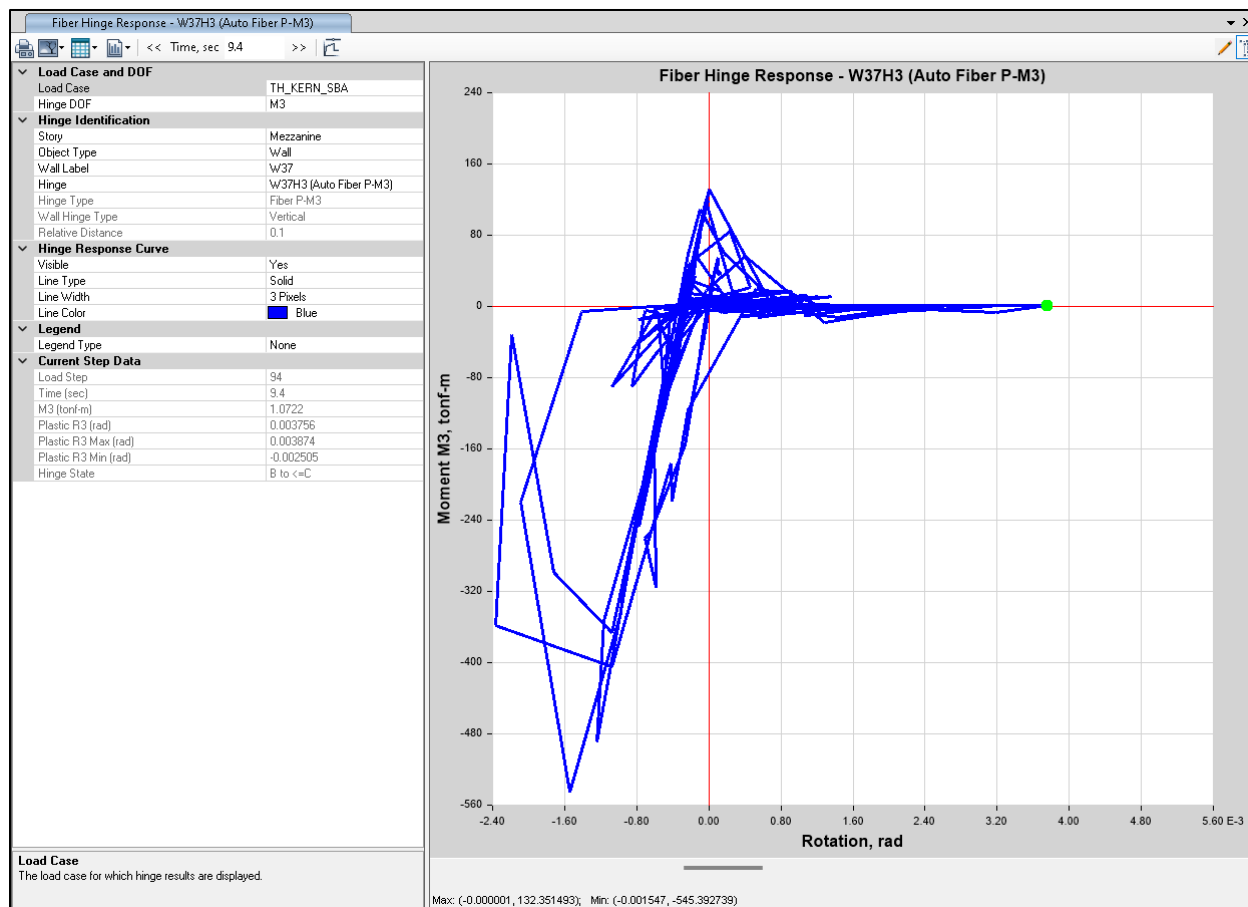 Fiber Hinge Response - W37H3 (Auto Fiber P-M3)
<< Time, sec 9.4 >>
Load Case and DOF
Load Case TH_KERN_SBA
Hinge DOF M3
Hinge Identification
Story Mezzanine
Object Type Wall
Wall Label W37
Hinge W37H3 (Auto Fiber P-M3)
Hinge Type Fiber P-M3
Wall Hinge Type Vertical
Relative Distance 0.1
Hinge Response Curve
Visible Yes
Line Type Solid
Line Width 3 Pixels
Line Color Blue
Legend
Legend Type None
Current Step Data
Load Step 94
Time (sec) 9.4
M3 (tonf-m) 1.0722
Plastic R3 (rad) 0.003756
Plastic R3 Max (rad) 0.003874
Plastic R3 Min (rad) -0.002505
Hinge State B to <=C
Load Case
The load case for which hinge results are displayed.
Fiber Hinge Response - W37H3 (Auto Fiber P-M3)
240
160
80
0
-80
-160
-240
-320
-400
-480
-560
Moment M3, tonf-m
-2.40 -1.60 -0.80 0.00 0.80 1.60 2.40 3.20 4.00 4.80 5.60 E-3
Rotation, rad
Max: (-0.000001, 132.351493); Min: (-0.001547, -545.392739)